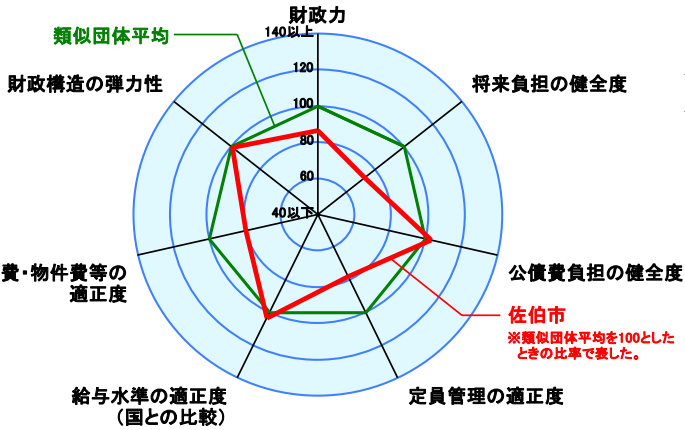 財政力
140以上
類似団体平均
120
財政構造の弾力性
将来負担の健全度
100
80
60
40以下
費・物件費等の
適正度
公債費負担の健全度
佐伯市
※類似団体平均を100とした
ときの比率で表した。
給与水準の適正度
（国との比較）
定員管理の適正度